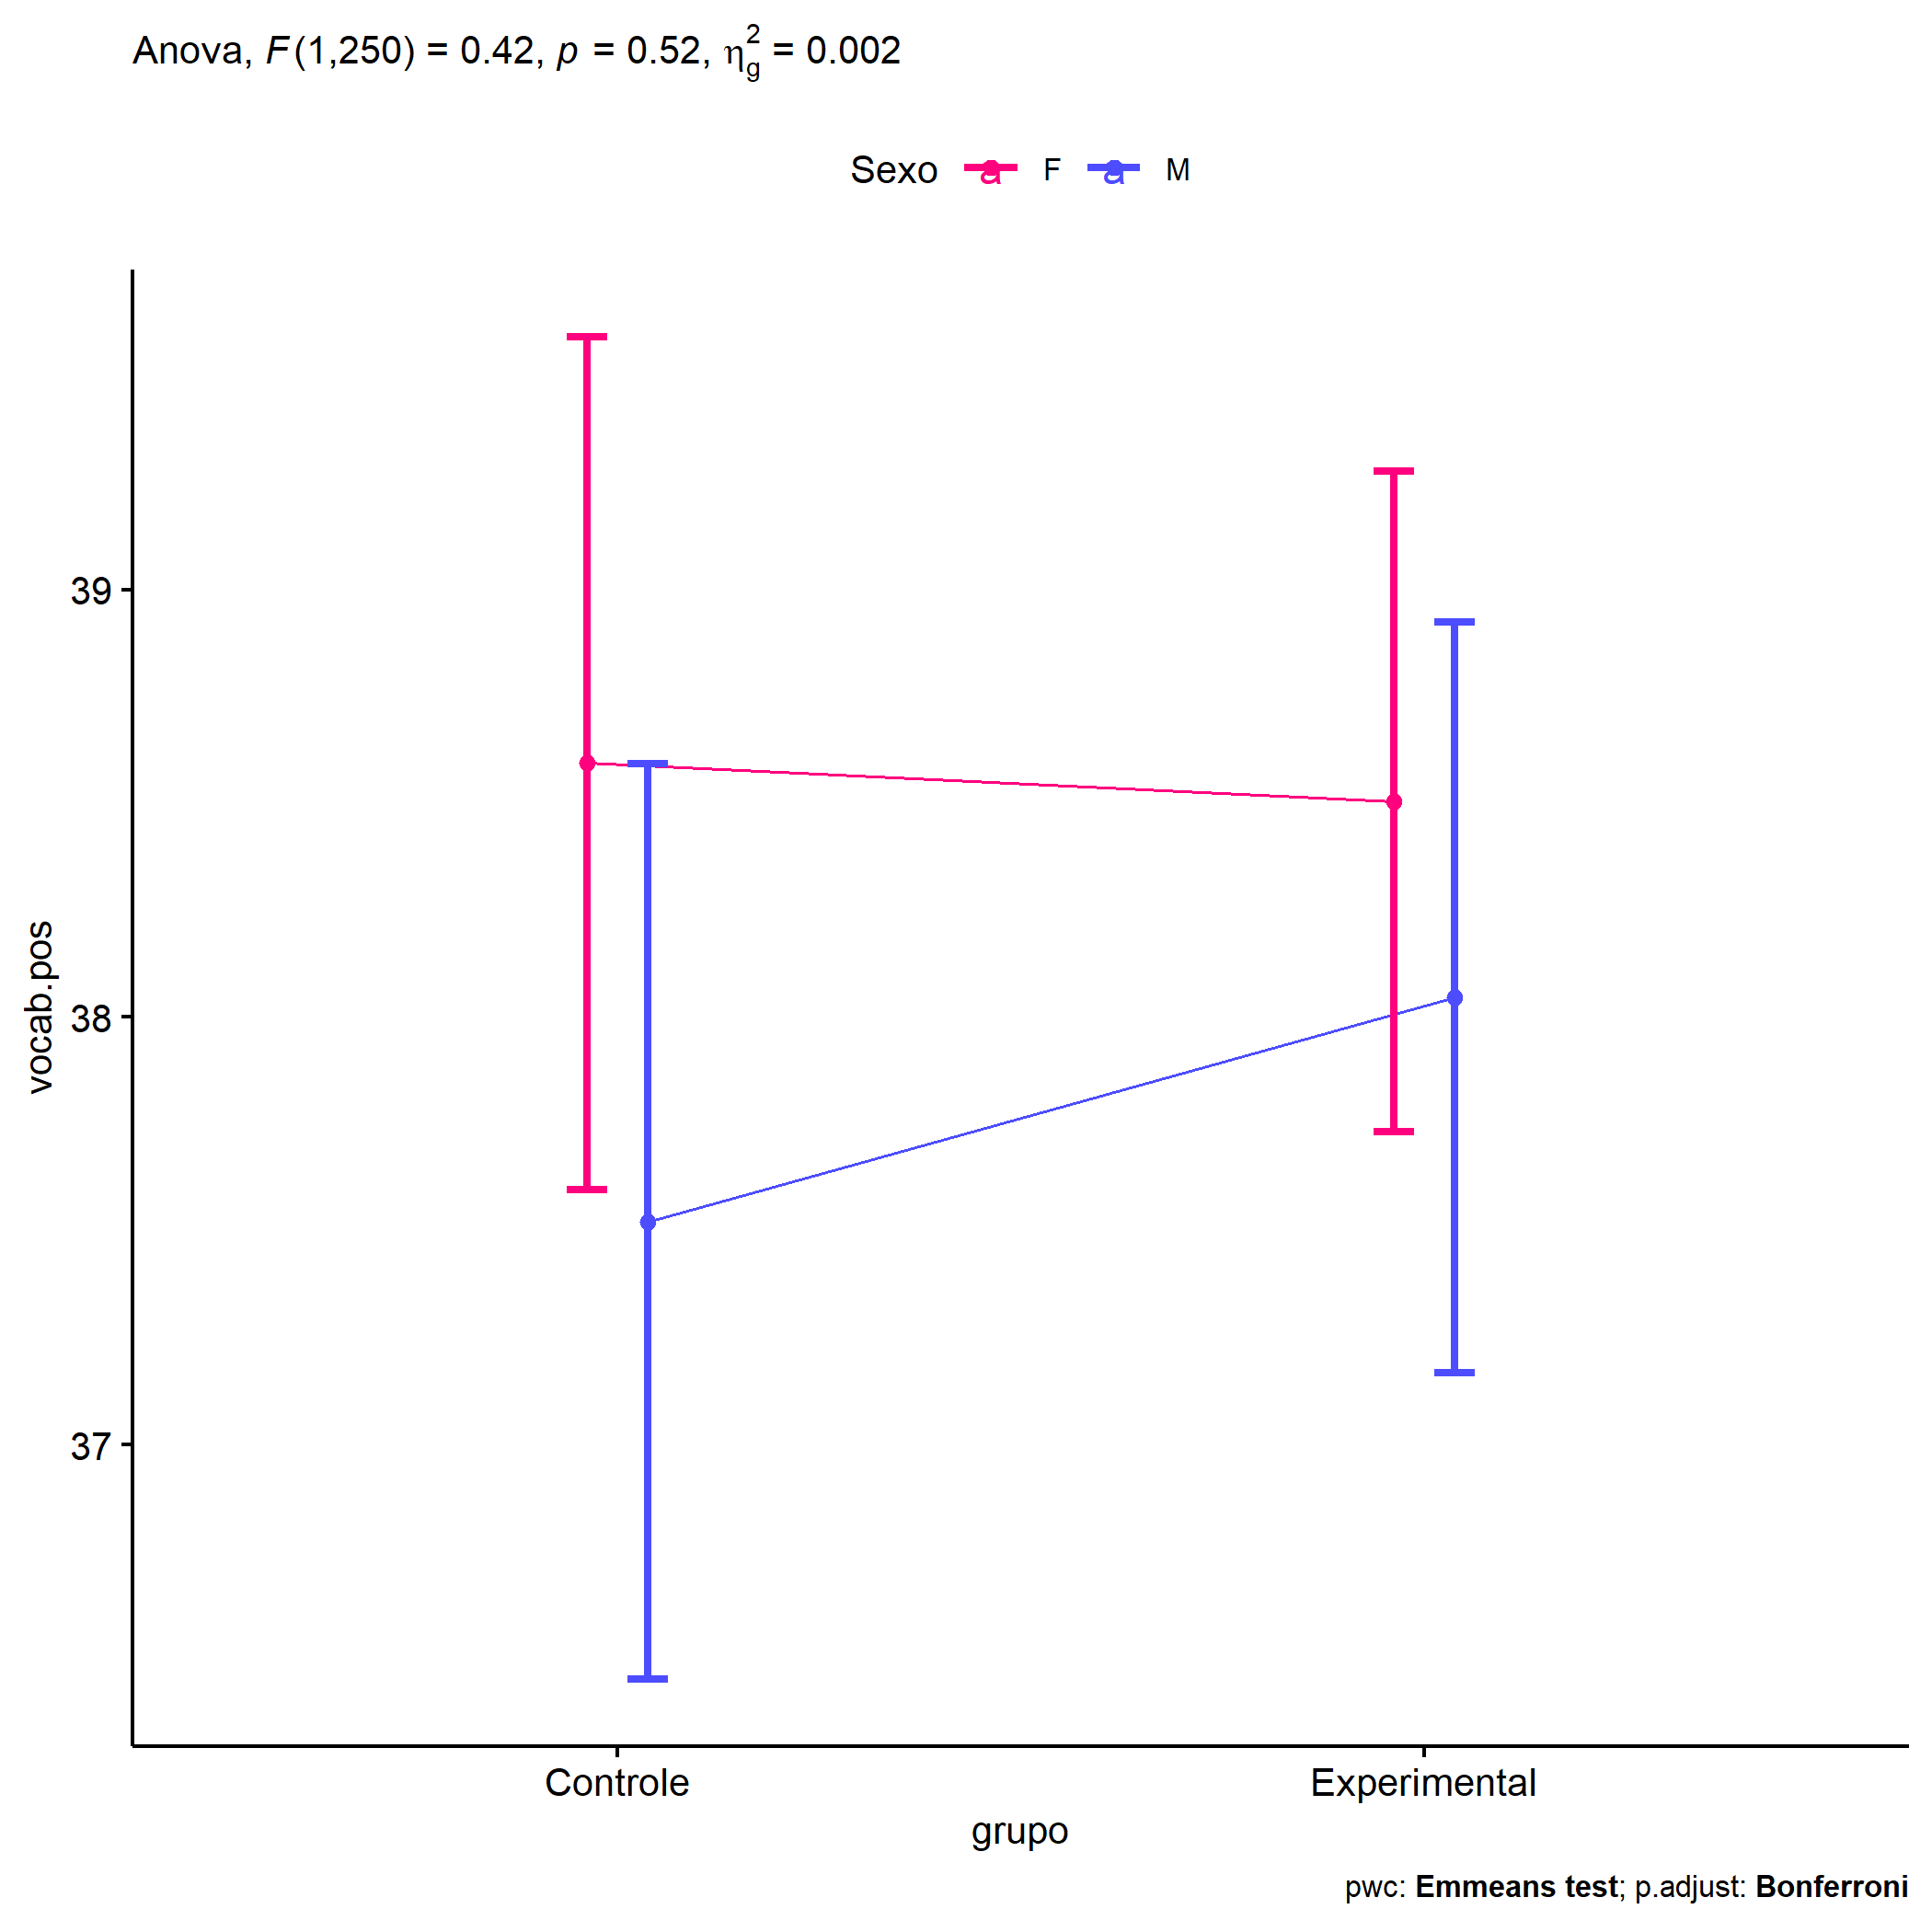 Anova, F(1,250) = 0.42, p = 0.52, η²g = 0.002
Sexo a F a M
39
38
37
vocab.pos
Controle Experimental
grupo
pwc: Emmeans test; p.adjust: Bonferroni